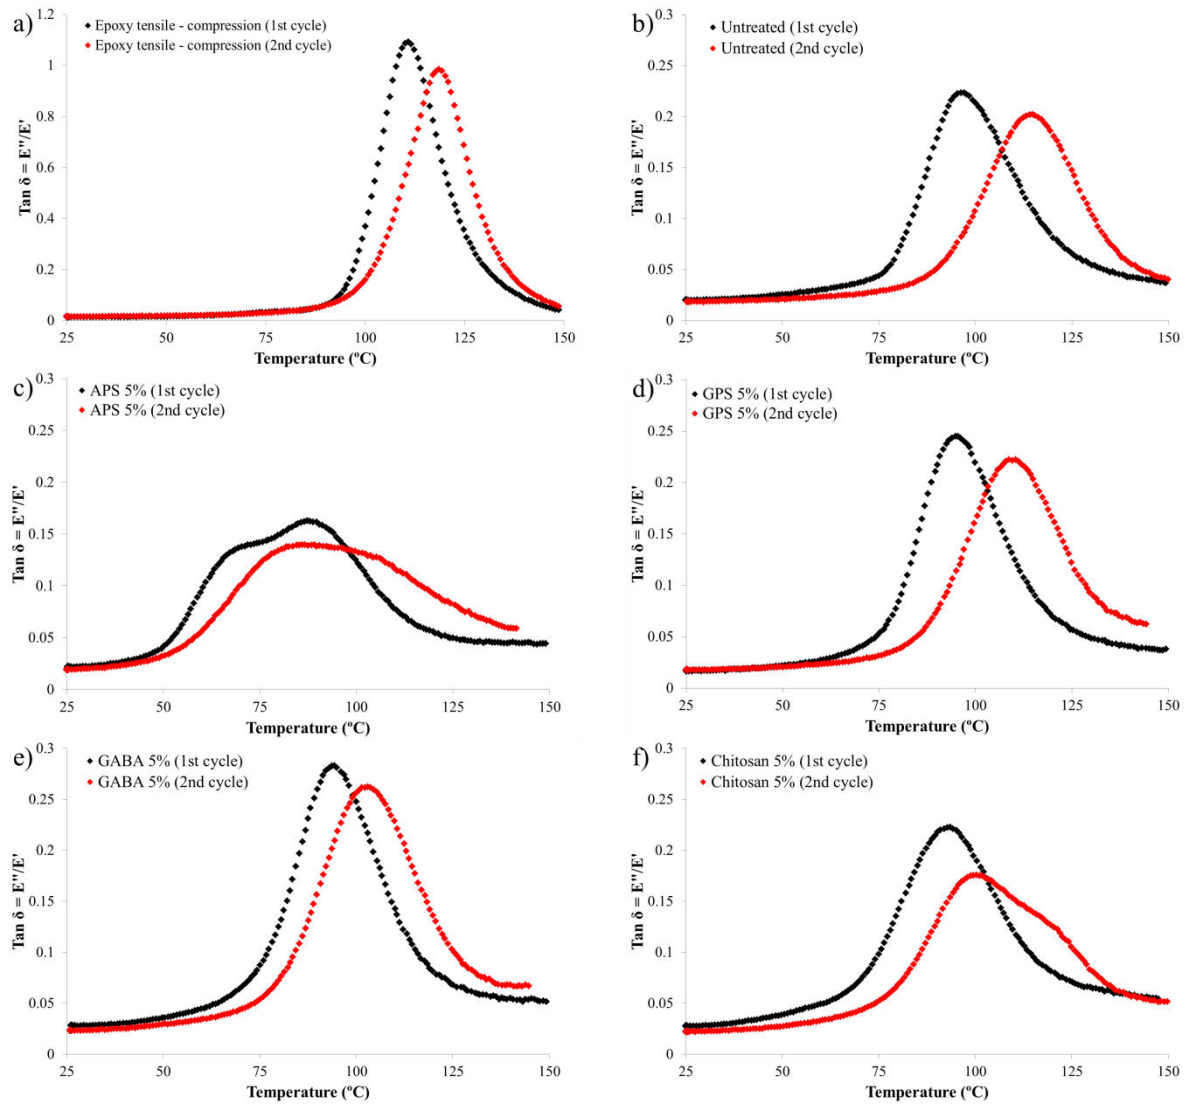 a)
Epoxy tensile - compression (1st cycle)
Epoxy tensile - compression (2nd cycle)
Tan δ = E"/E'
1.2
1
0.8
0.6
0.4
0.2
0
25 50 75 100 125 150
Temperature (ºC)
b)
Untreated (1st cycle)
Untreated (2nd cycle)
Tan δ = E"/E'
0.3
0.25
0.2
0.15
0.1
0.05
0
25 50 75 100 125 150
Temperature (ºC)
c)
APS 5% (1st cycle)
APS 5% (2nd cycle)
Tan δ = E"/E'
0.3
0.25
0.2
0.15
0.1
0.05
0
25 50 75 100 125 150
Temperature (ºC)
d)
GPS 5% (1st cycle)
GPS 5% (2nd cycle)
Tan δ = E"/E'
0.3
0.25
0.2
0.15
0.1
0.05
0
25 50 75 100 125 150
Temperature (ºC)
e)
GABA 5% (1st cycle)
GABA 5% (2nd cycle)
Tan δ = E"/E'
0.3
0.25
0.2
0.15
0.1
0.05
0
25 50 75 100 125 150
Temperature (ºC)
f)
Chitosan 5% (1st cycle)
Chitosan 5% (2nd cycle)
Tan δ = E"/E'
0.3
0.25
0.2
0.15
0.1
0.05
0
25 50 75 100 125 150
Temperature (ºC)